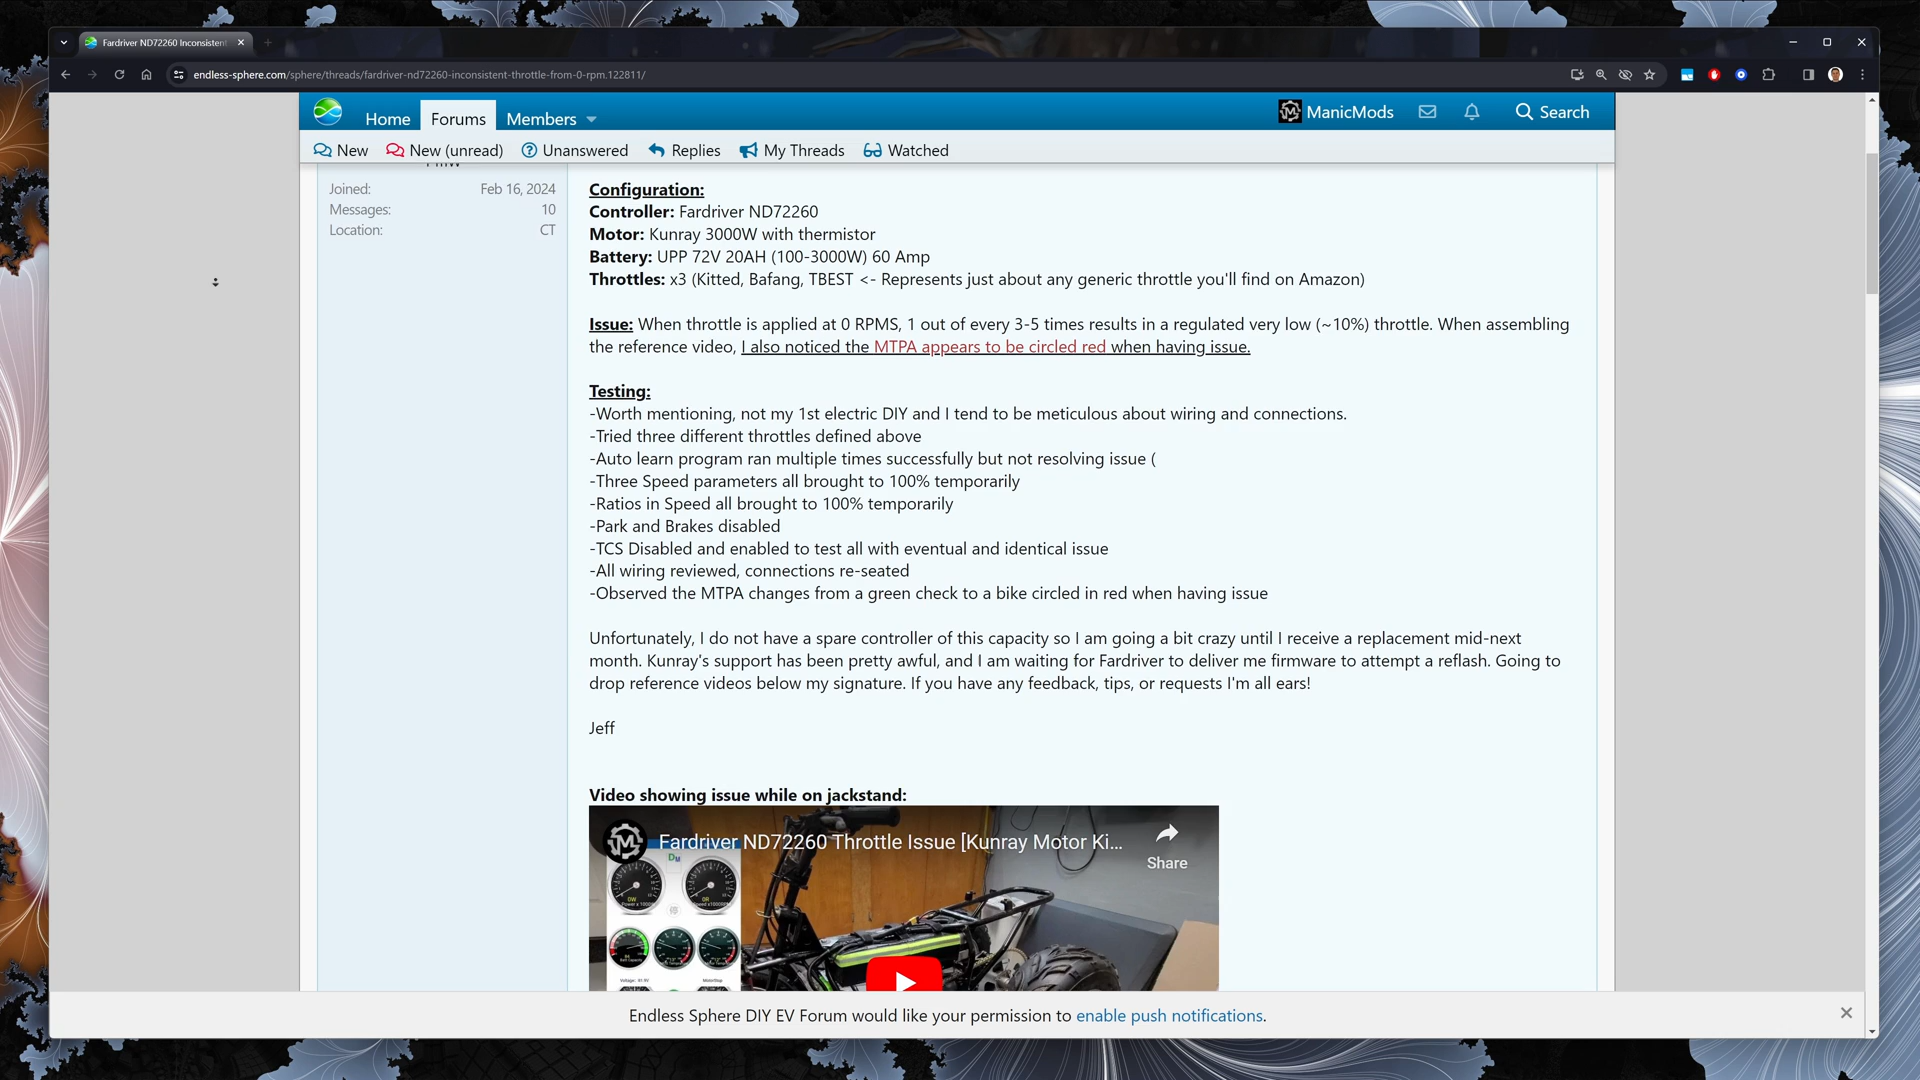 Fardriver ND72260 Inconsistent
endless-sphere.com/sphere/threads/fardriver-nd72260-inconsistent-throttle-from-0-rpm.122811/
Home Forums Members ManicMods Search
New New (unread) Unanswered Replies My Threads Watched
Joined: Feb 16, 2024
Messages: 10
Location: CT
Configuration:
Controller: Fardriver ND72260
Motor: Kunray 3000W with thermistor
Battery: UPP 72V 20AH (100-3000W) 60 Amp
Throttles: x3 (Kitted, Bafang, TBEST <- Represents just about any generic throttle you'll find on Amazon)
Issue: When throttle is applied at 0 RPMS, 1 out of every 3-5 times results in a regulated very low (~10%) throttle. When assembling
the reference video, I also noticed the MTPA appears to be circled red when having issue.
Testing:
-Worth mentioning, not my 1st electric DIY and I tend to be meticulous about wiring and connections.
-Tried three different throttles defined above
-Auto learn program ran multiple times successfully but not resolving issue (
-Three Speed parameters all brought to 100% temporarily
-Ratios in Speed all brought to 100% temporarily
-Park and Brakes disabled
-TCS Disabled and enabled to test all with eventual and identical issue
-All wiring reviewed, connections re-seated
-Observed the MTPA changes from a green check to a bike circled in red when having issue
Unfortunately, I do not have a spare controller of this capacity so I am going a bit crazy until I receive a replacement mid-next
month. Kunray's support has been pretty awful, and I am waiting for Fardriver to deliver me firmware to attempt a reflash. Going to
drop reference videos below my signature. If you have any feedback, tips, or requests I'm all ears!
Jeff
Video showing issue while on jackstand:
Fardriver ND72260 Throttle Issue [Kunray Motor Ki...
Share
Endless Sphere DIY EV Forum would like your permission to enable push notifications.